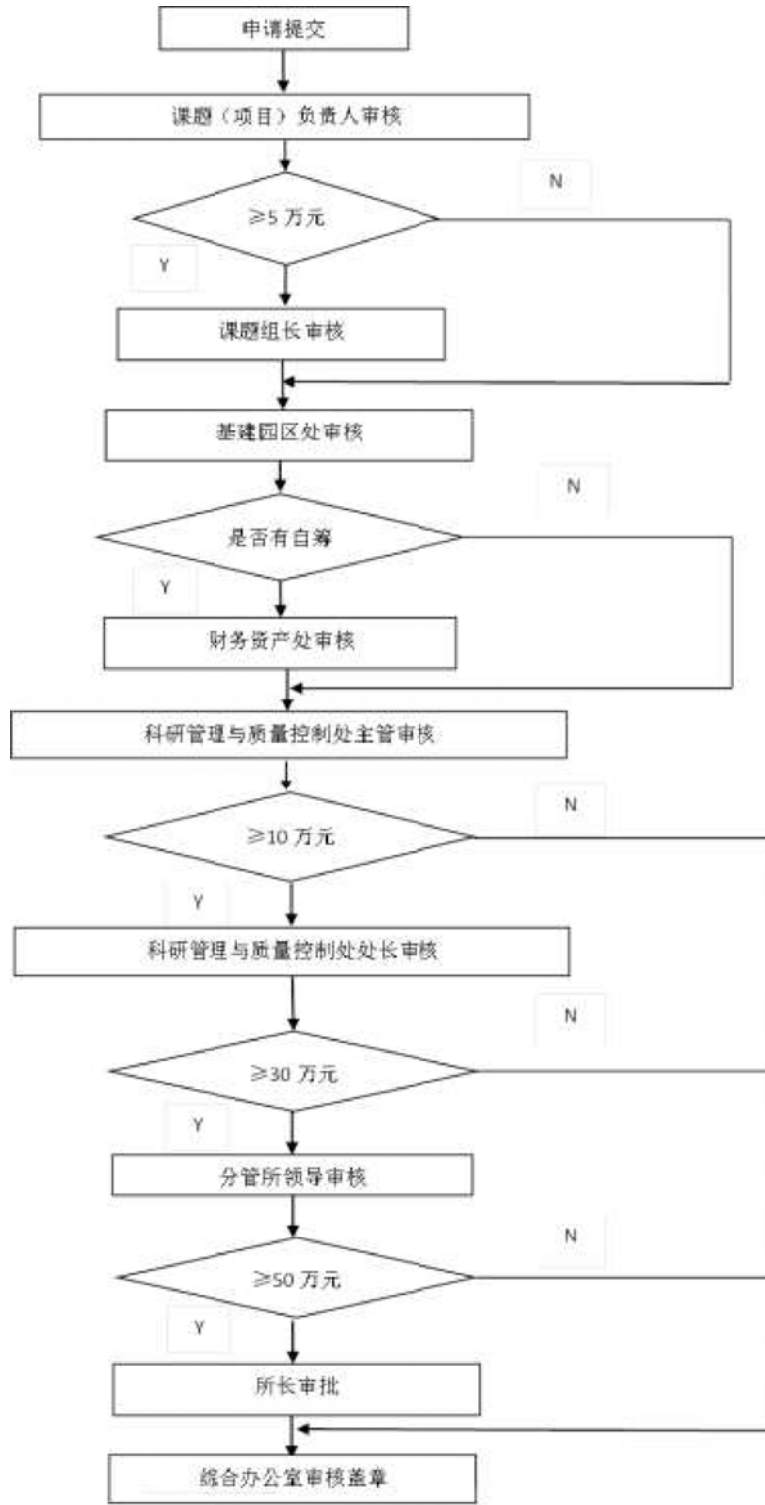 申请提交
课题（项目）负责人审核
N
≥5 万元
Y
课题组长审核
基建园区处审核
N
是否有自筹
Y
财务资产处审核
科研管理与质量控制处主管审核
N
≥10 万元
Y
科研管理与质量控制处处长审核
N
≥30 万元
Y
分管所领导审核
N
≥50 万元
Y
所长审批
综合办公室审核盖章